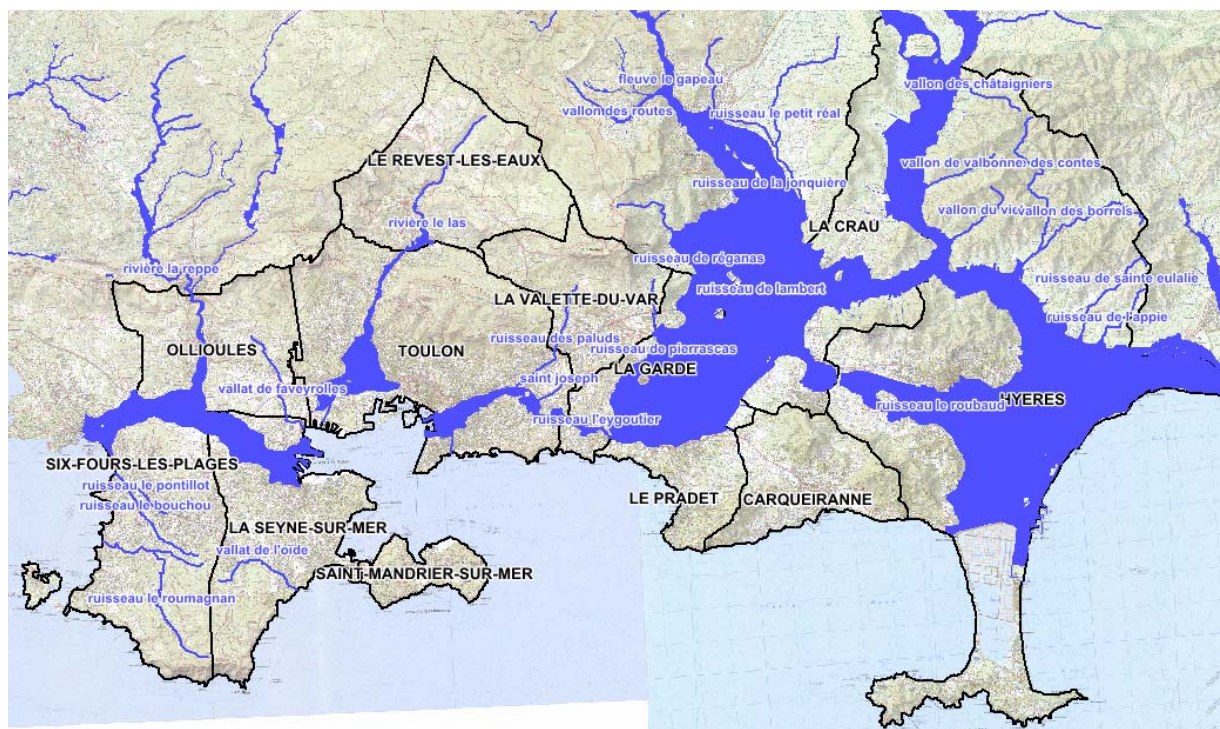 fleuve le gapeau
vallon des châtaigniers
vallon des routes
ruisseau le petit réal
LE REVEST-LES-EAUX
vallon de valbonne
des contes
ruisseau de la jonquière
rivière le las
vallon des borrels
LA CRAU
rivière la reppe
ruisseau de réganas
ruisseau de sainte eulalie
ruisseau de lambert
LA VALETTE-DU-VAR
ruisseau de l'appie
ruisseau des paluds
OLLIOULES
TOULON
ruisseau de pierrascas
LA GARDE
saint joseph
vallat de faveyrolles
HYERES
ruisseau le roubaud
ruisseau l'eygoutier
SIX-FOURS-LES-PLAGES
ruisseau le pontillot
LE PRADET
CARQUEIRANNE
ruisseau le bouchou
LA SEYNE-SUR-MER
vallat de l'oïde
SAINT-MANDRIER-SUR-MER
ruisseau le roumagnan